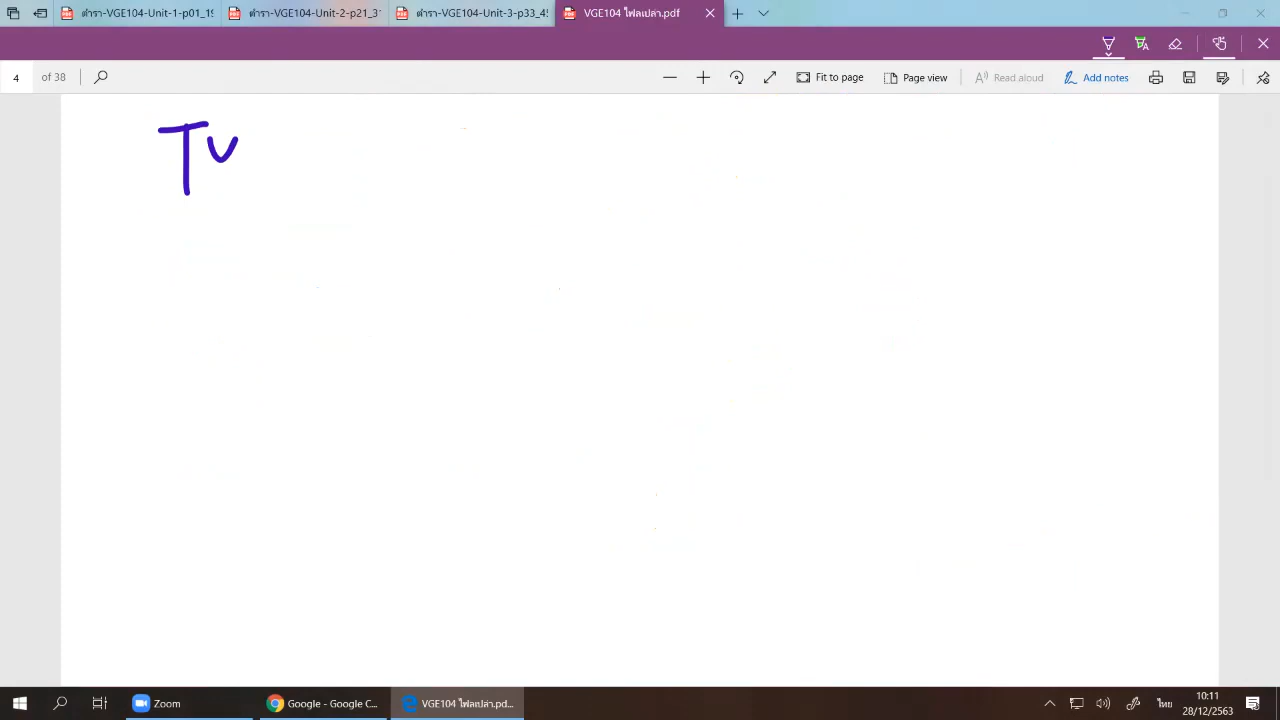 ตำรา-VGE104-Unit-1-p01_15 ตำรา-VGE104-Unit-2-p21_31 ตำรา-VGE104-Unit-3-p33_45 VGE104 ไฟลเปล่า.pdf
4 of 38 Fit to page Page view Read aloud Add notes
Tv
Zoom Google - Google C... VGE104 ไฟลเปล่า.pd... ไทย 10:11
28/12/2563